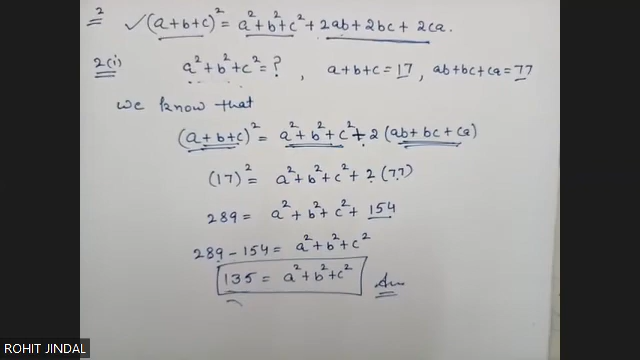 2 ✓(a+b+c)² = a²+b²+c²+2ab+2bc+2ca.
2(i) a²+b²+c²=? , a+b+c=17, ab+bc+ca=77
we know that
(a+b+c)² = a²+b²+c²+2(ab+bc+ca)
(17)² = a²+b²+c²+2(77)
289 = a²+b²+c²+154
289-154 = a²+b²+c²
135 = a²+b²+c² Ans
ROHIT JINDAL